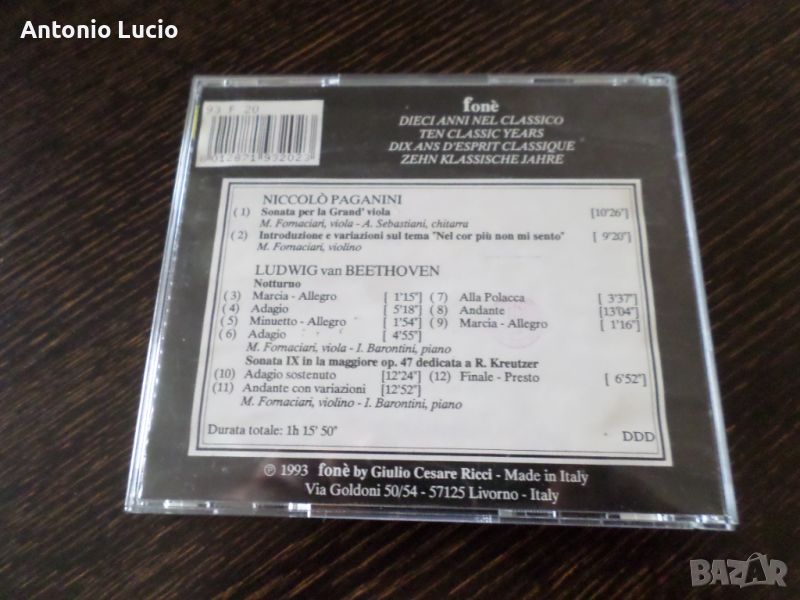 Antonio Lucio
93 F 20
8012871972023
fonè
DIECI ANNI NEL CLASSICO
TEN CLASSIC YEARS
DIX ANS D'ESPRIT CLASSIQUE
ZEHN KLASSISCHE JAHRE
NICCOLÒ PAGANINI
(1) Sonata per la Grand' viola [10'26"]
M. Fornaciari, viola - A. Sebastiani, chitarra
(2) Introduzione e variazioni sul tema "Nel cor più non mi sento" [ 9'20"]
M. Fornaciari, violino
LUDWIG van BEETHOVEN
Notturno
(3) Marcia - Allegro [ 1'15"] (7) Alla Polacca [ 3'37"]
(4) Adagio [ 5'18"] (8) Andante [13'04"]
(5) Minuetto - Allegro [ 1'54"] (9) Marcia - Allegro [ 1'16"]
(6) Adagio [ 4'55"]
M. Fornaciari, viola - I. Barontini, piano
Sonata IX in la maggiore op. 47 dedicata a R. Kreutzer
(10) Adagio sostenuto [12'24"] (12) Finale - Presto [ 6'52"]
(11) Andante con variazioni [12'52"]
M. Fornaciari, violino - I. Barontini, piano
Durata totale: 1h 15' 50" DDD
℗ 1993 fonè by Giulio Cesare Ricci - Made in Italy
Via Goldoni 50/54 - 57125 Livorno - Italy
BAZAR